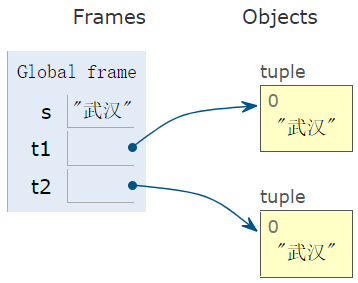 Frames
Objects
Global frame
s "武汉"
t1
t2
tuple
0
"武汉"
tuple
0
"武汉"